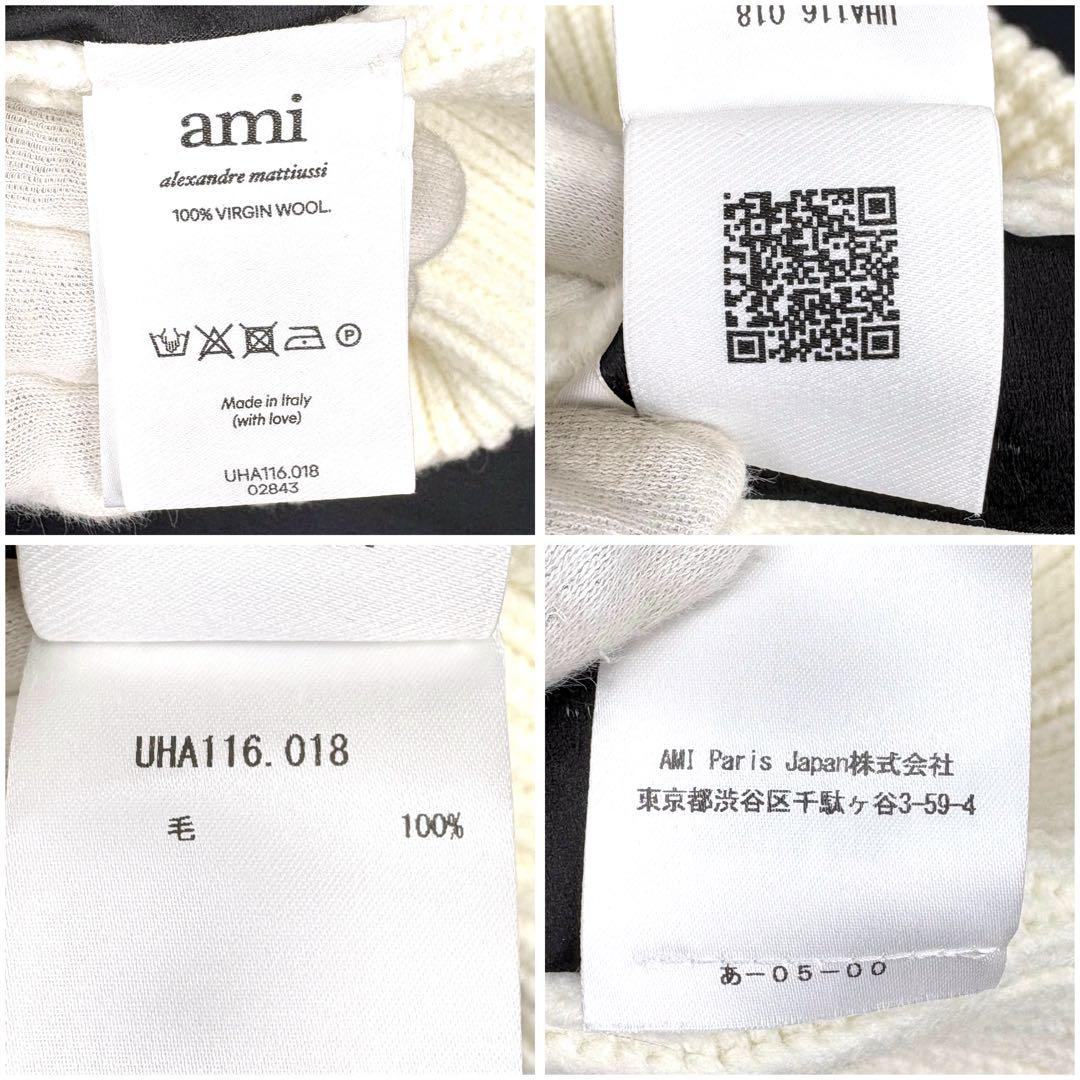 ami
alexandre mattiussi
100% VIRGIN WOOL.
P
Made in Italy
(with love)
UHA116.018
02843
UHA116.018
UHA116.018
毛 100%
AMI Paris Japan株式会社
東京都渋谷区千駄ヶ谷3-59-4
あ-05-00